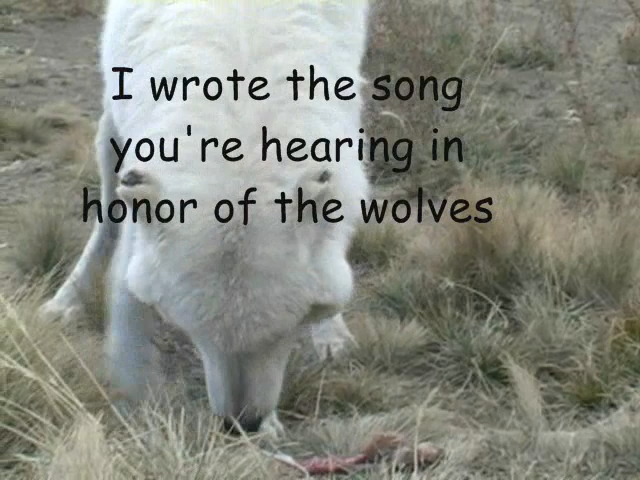 I wrote the song
you're hearing in
honor of the wolves